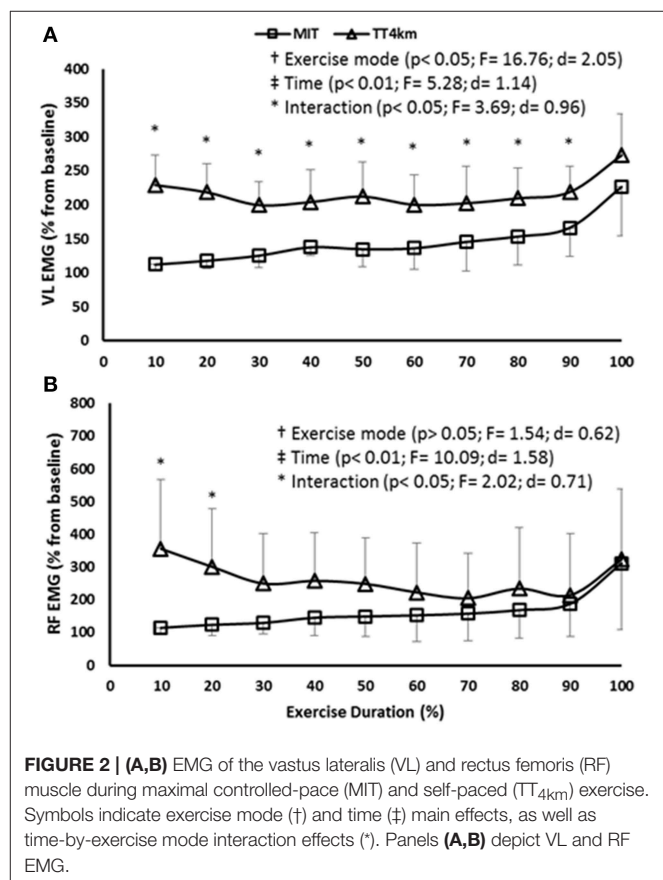 A
MIT TT4km
† Exercise mode (p< 0.05; F= 16.76; d= 2.05)
‡ Time (p< 0.01; F= 5.28; d= 1.14)
* Interaction (p< 0.05; F= 3.69; d= 0.96)
400
350
300
250
200
150
100
50
0
VL EMG (% from baseline)
* * * * * * * * *
0 10 20 30 40 50 60 70 80 90 100
B
800
700
600
500
400
300
200
100
0
RF EMG (% from baseline)
† Exercise mode (p> 0.05; F= 1.54; d= 0.62)
‡ Time (p< 0.01; F= 10.09; d= 1.58)
* Interaction (p< 0.05; F= 2.02; d= 0.71)
* *
0 10 20 30 40 50 60 70 80 90 100
Exercise Duration (%)
FIGURE 2 | (A,B) EMG of the vastus lateralis (VL) and rectus femoris (RF)
muscle during maximal controlled-pace (MIT) and self-paced (TT4km) exercise.
Symbols indicate exercise mode (†) and time (‡) main effects, as well as
time-by-exercise mode interaction effects (*). Panels (A,B) depict VL and RF
EMG.